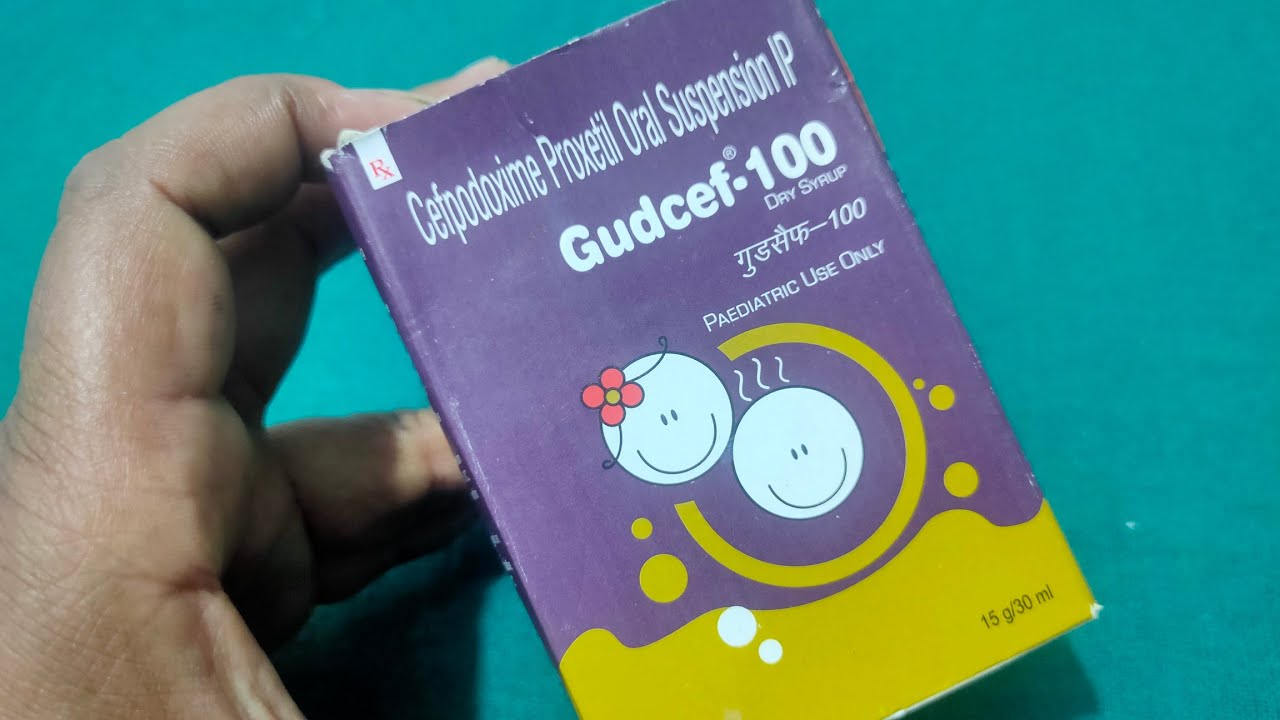 Rx
Cefpodoxime Proxetil Oral Suspension IP
Gudcef®-100
DRY SYRUP
गुडसैफ–100
PAEDIATRIC USE ONLY
15 g/30 ml